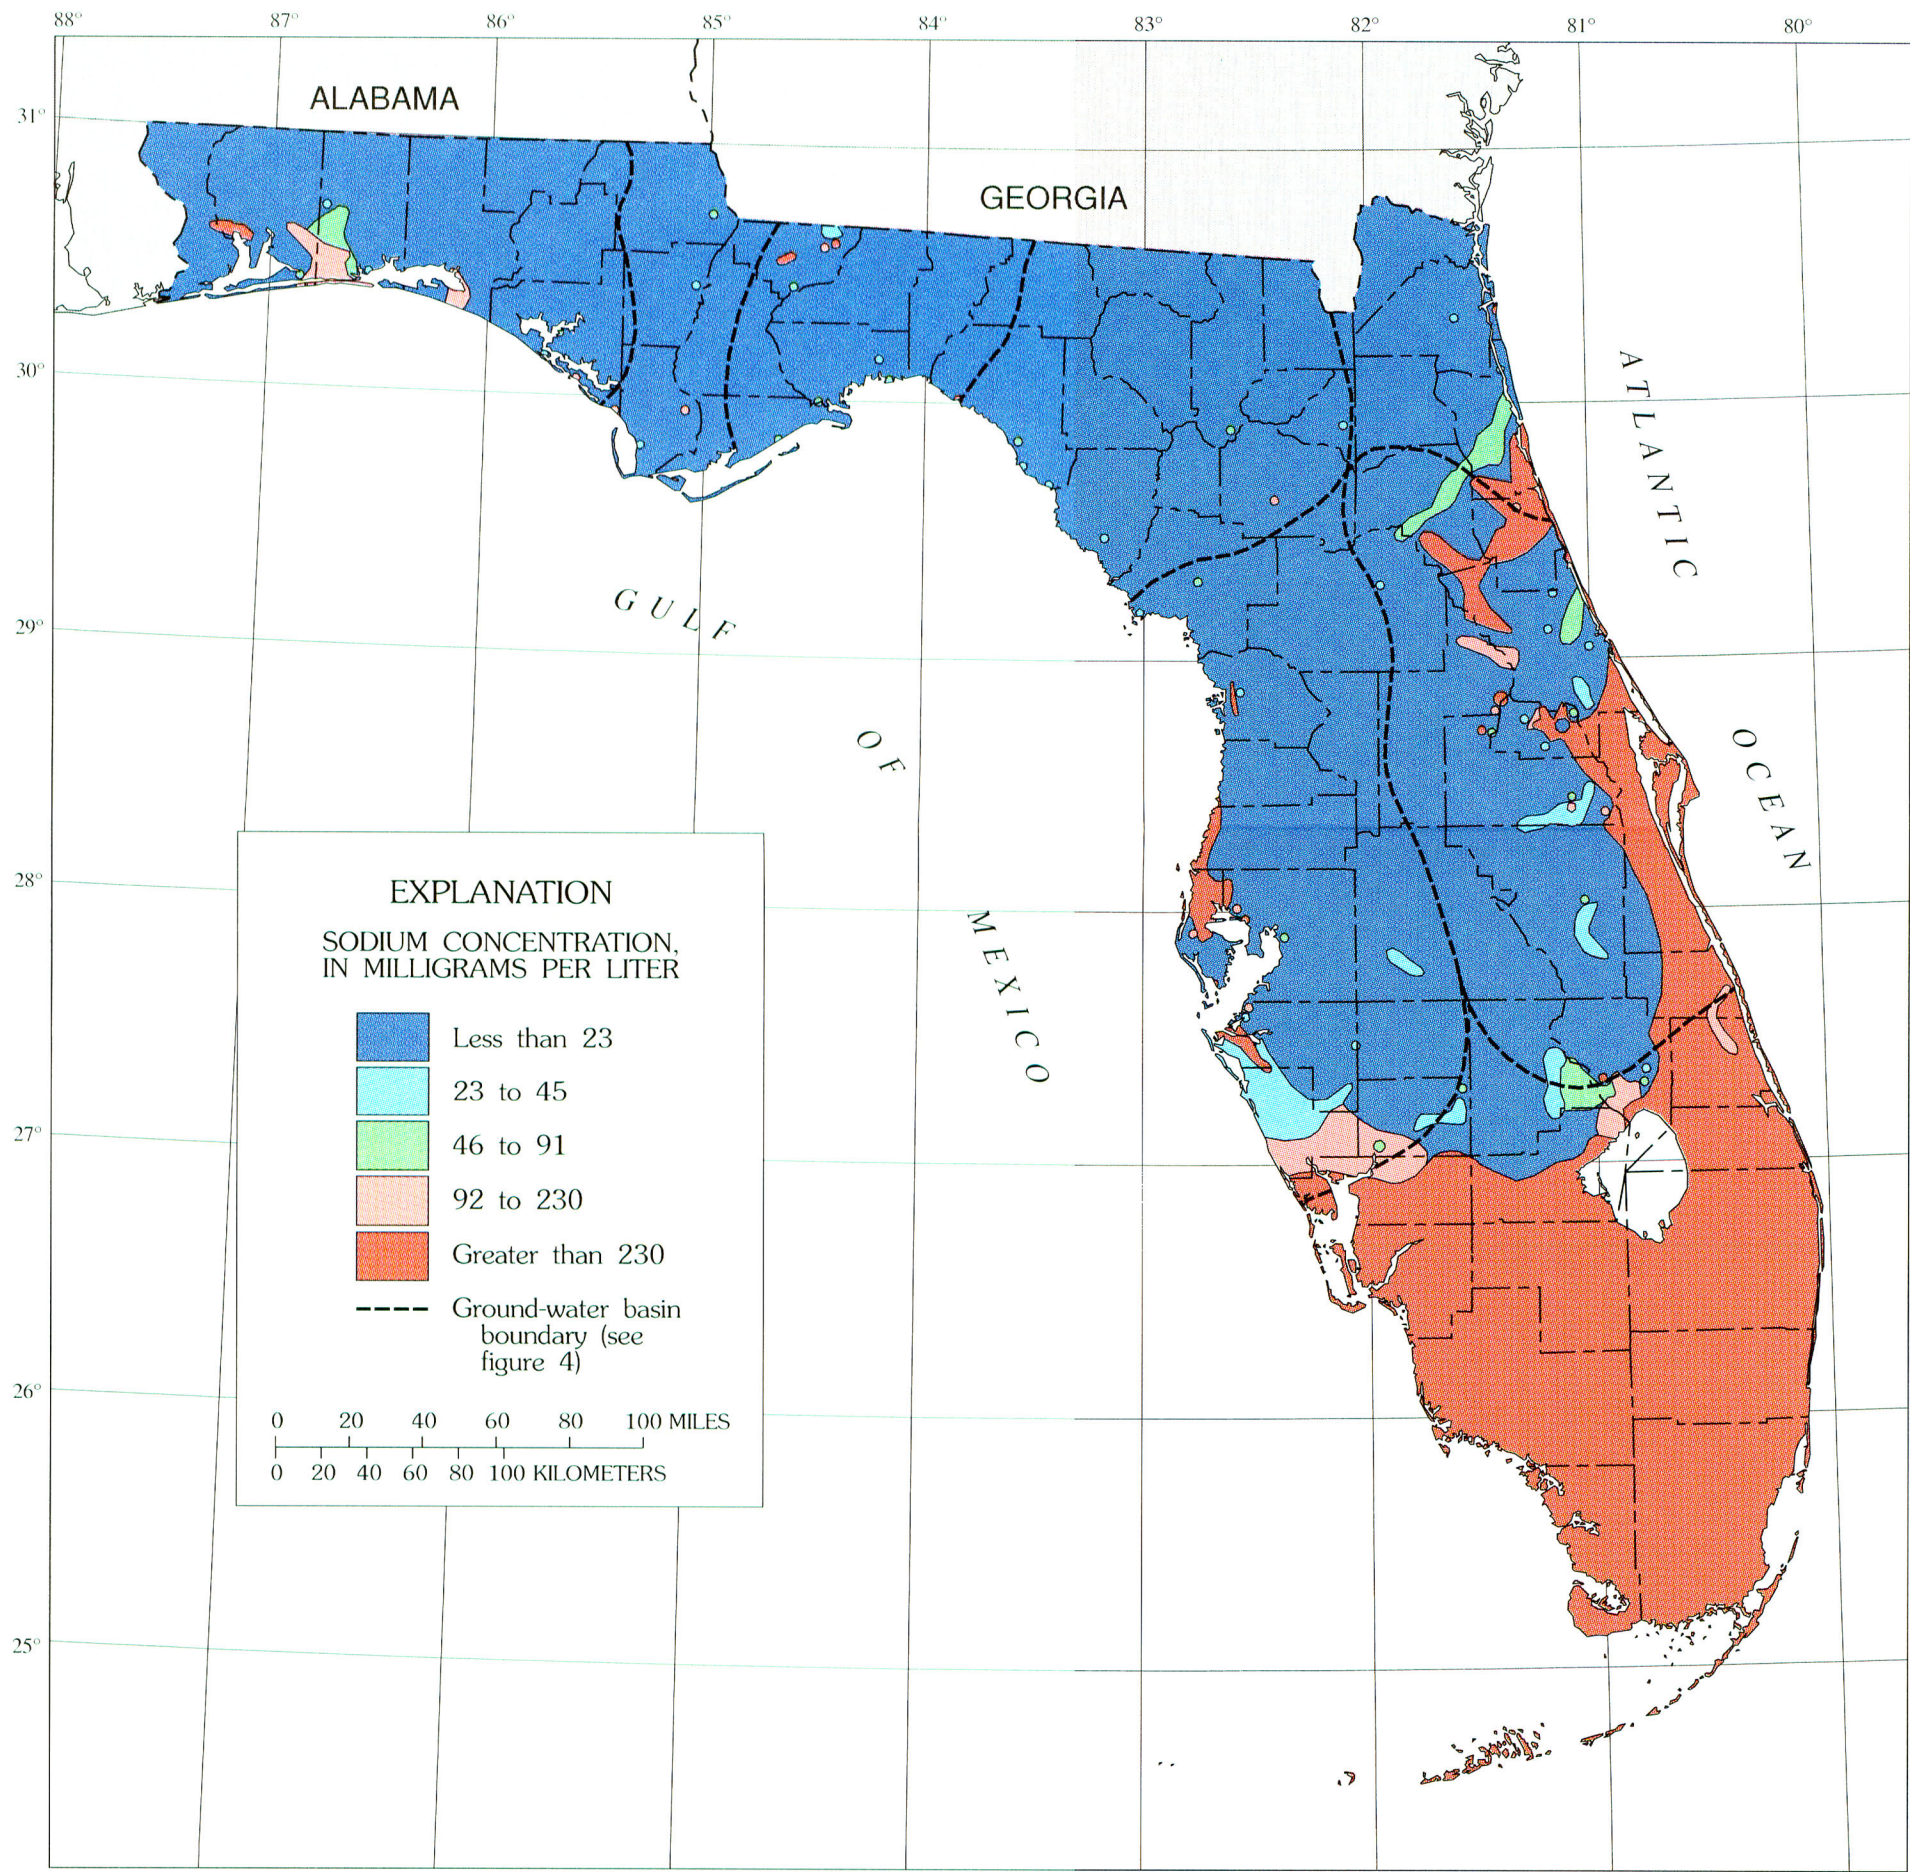 88° 87° 86° 85° 84° 83° 82° 81° 80°
31°
ALABAMA
GEORGIA
30°
ATLANTIC
29°
GULF
OF
OCEAN
28°
MEXICO
EXPLANATION
SODIUM CONCENTRATION,
IN MILLIGRAMS PER LITER
Less than 23
23 to 45
46 to 91
92 to 230
Greater than 230
Ground-water basin
boundary (see
figure 4)
27°
26°
0 20 40 60 80 100 MILES
0 20 40 60 80 100 KILOMETERS
25°